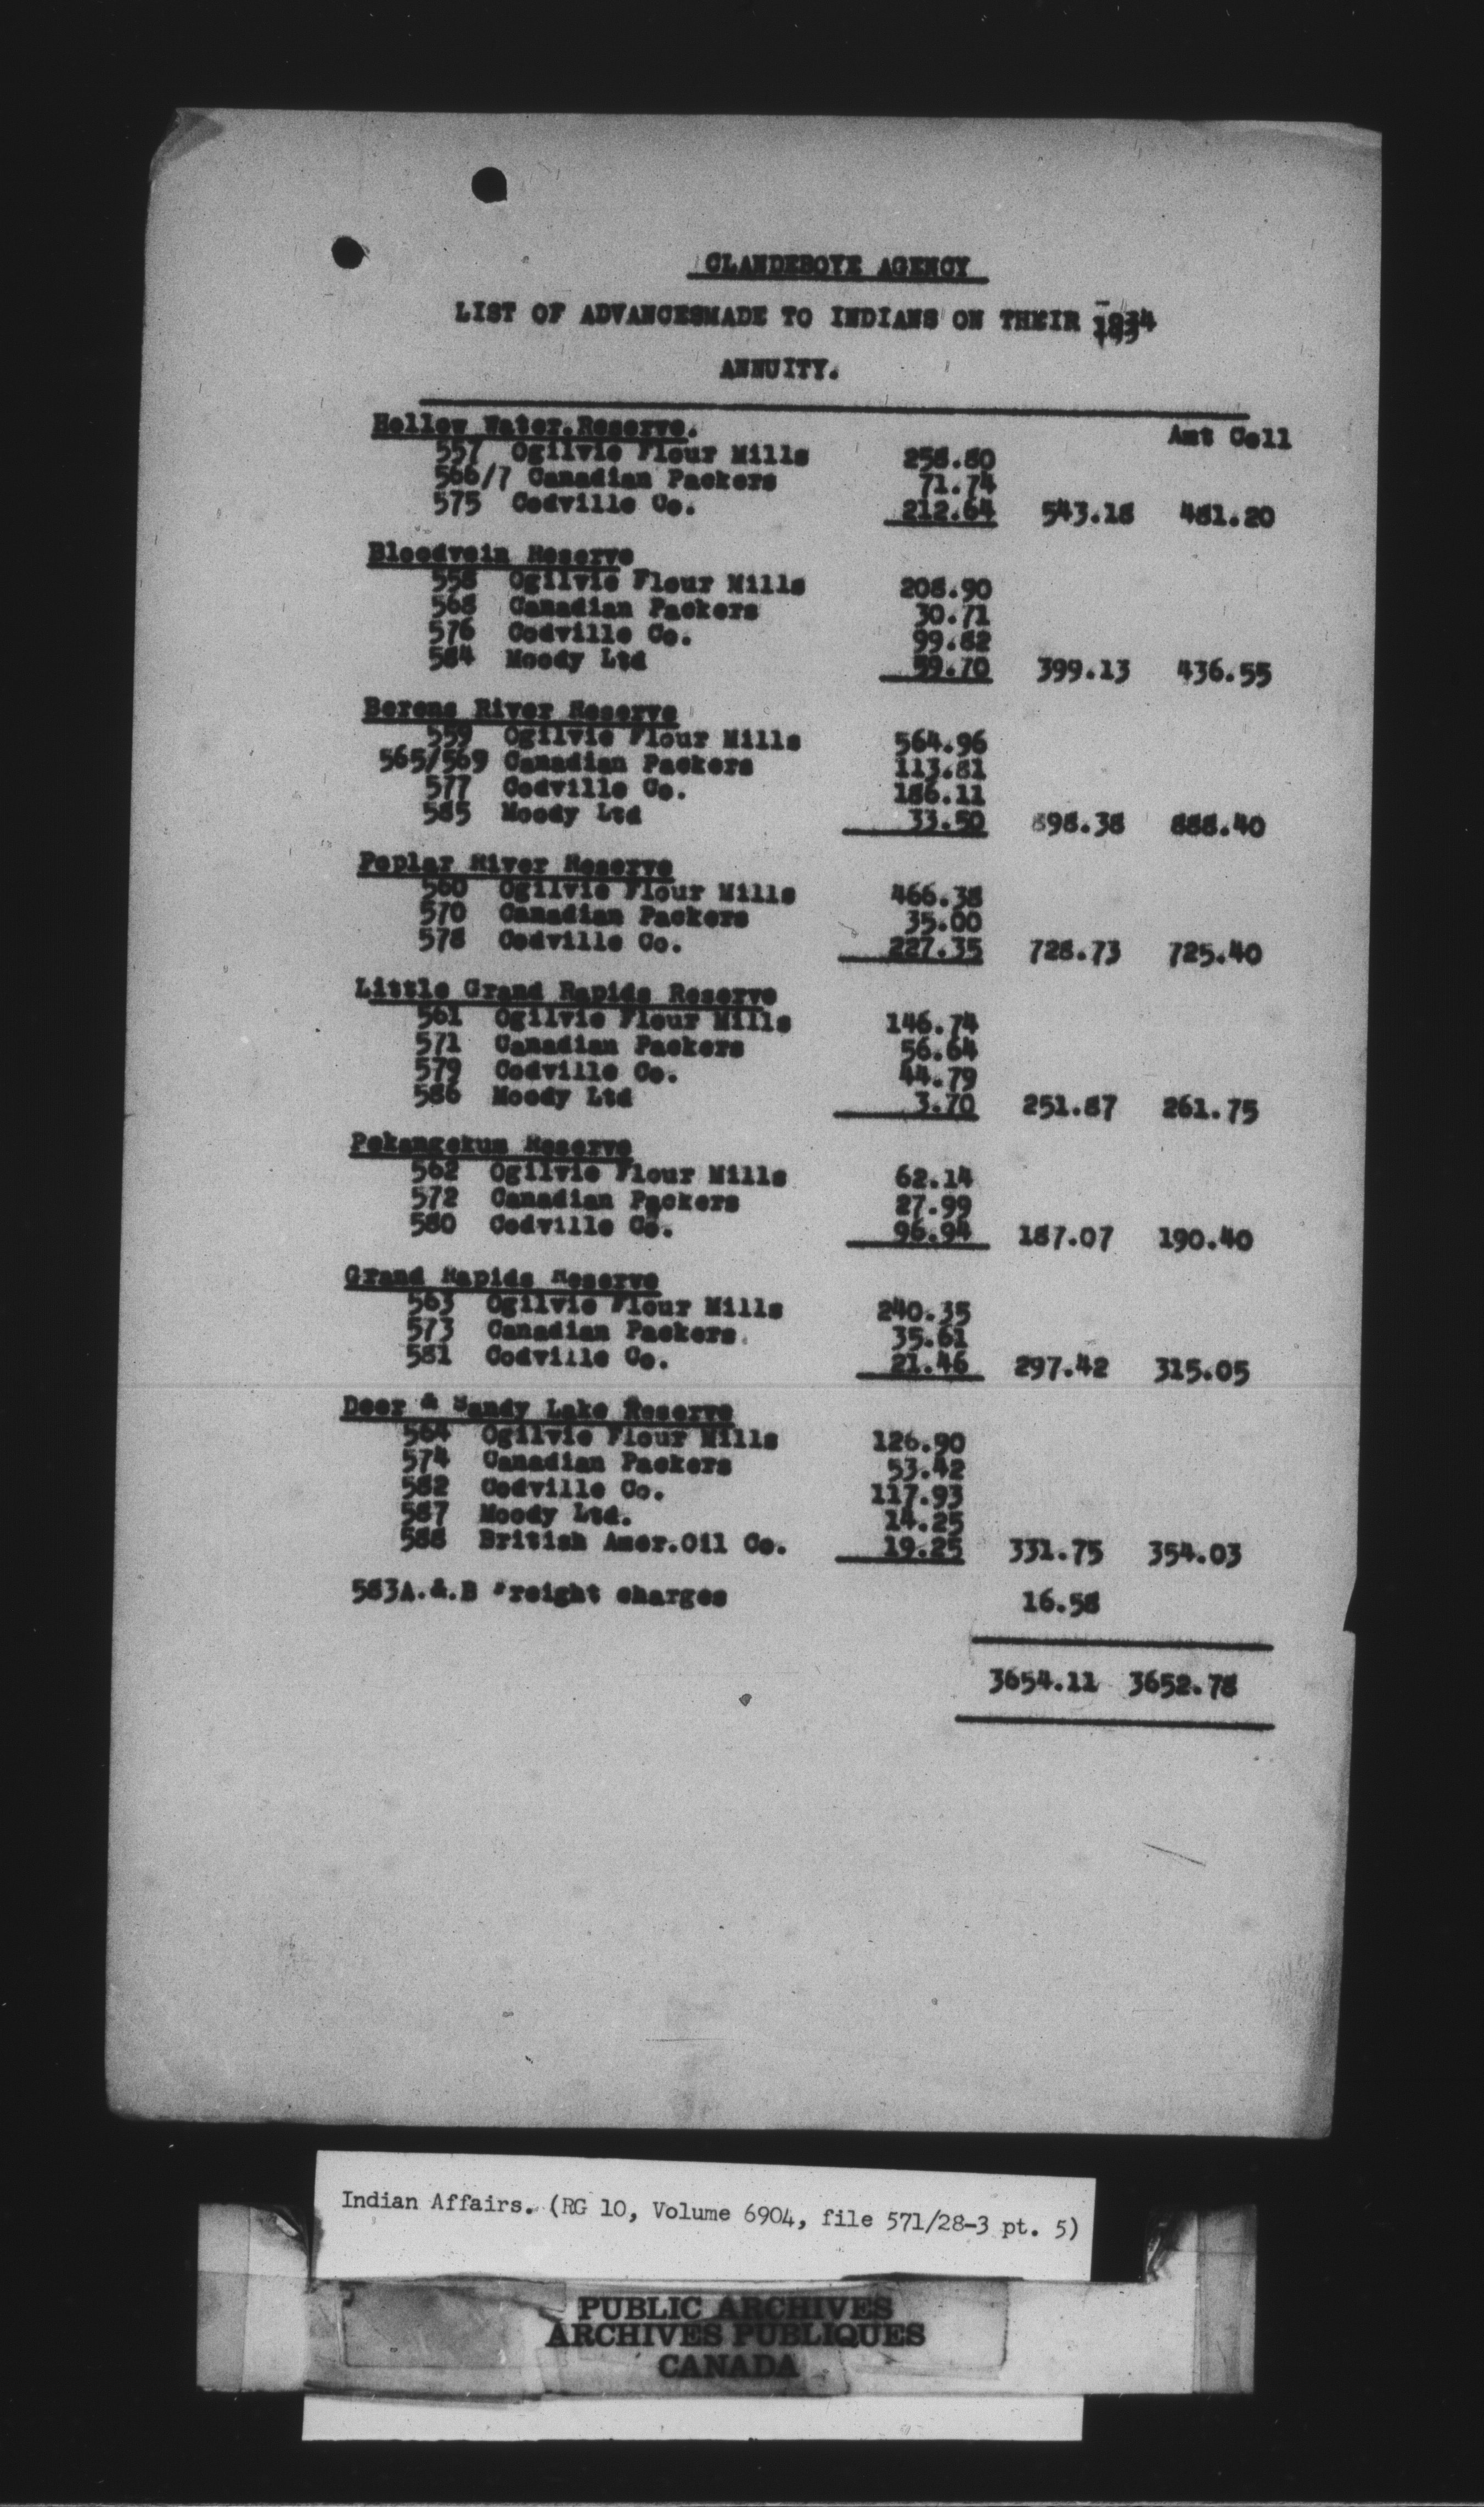 CLANDEBOYE AGENCY
LIST OF ADVANCESMADE TO INDIANS ON THEIR 1934
ANNUITY.
Hollow Water.Reserve. Amt Coll
557 Ogilvie Flour Mills 258.80
566/7 Canadian Packers 71.74
575 Codville Co. 212.64 543.18 481.20
Bloodvein Reserve
558 Ogilvie Flour Mills 208.90
568 Canadian Packers 30.71
576 Codville Co. 99.82
584 Moody Ltd 59.70 399.13 436.55
Berens River Reserve
559 Ogilvie Flour Mills 564.96
565/569 Canadian Packers 113.81
577 Codville Co. 186.11
585 Moody Ltd 33.50 898.38 888.40
Poplar River Reserve
560 Ogilvie Flour Mills 466.38
570 Canadian Packers 35.00
578 Codville Co. 227.35 728.73 725.40
Little Grand Rapids Reserve
561 Ogilvie Flour Mills 146.74
571 Canadian Packers 56.64
579 Codville Co. 44.79
586 Moody Ltd 3.70 251.87 261.75
Pekangekum Reserve
562 Ogilvie Flour Mills 62.14
572 Canadian Packers 27.99
580 Codville Co. 96.94 187.07 190.40
Grand Rapids Reserve
563 Ogilvie Flour Mills 240.35
573 Canadian Packers 35.61
581 Codville Co. 21.46 297.42 315.05
Deer & Sandy Lake Reserve
564 Ogilvie Flour Mills 126.90
574 Canadian Packers 53.42
582 Codville Co. 117.93
587 Moody Ltd. 14.25
588 British Amer.Oil Co. 19.25 331.75 354.03
583A.&.B Freight charges 16.58
3654.11 3652.78
Indian Affairs. (RG 10, Volume 6904, file 571/28-3 pt. 5)
PUBLIC ARCHIVES
ARCHIVES PUBLIQUES
CANADA